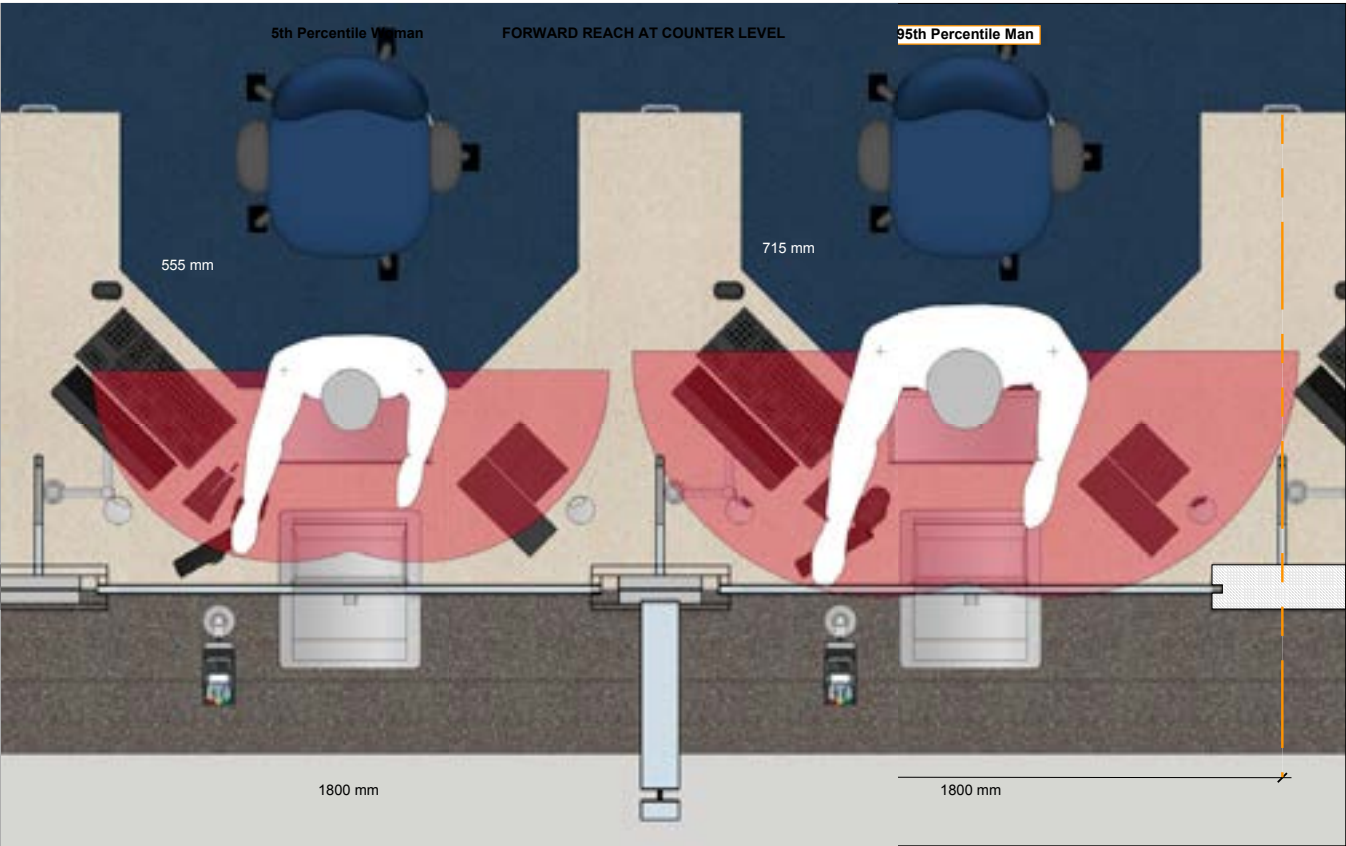 5th Percentile Woman
FORWARD REACH AT COUNTER LEVEL
95th Percentile Man
555 mm
715 mm
1800 mm
1800 mm